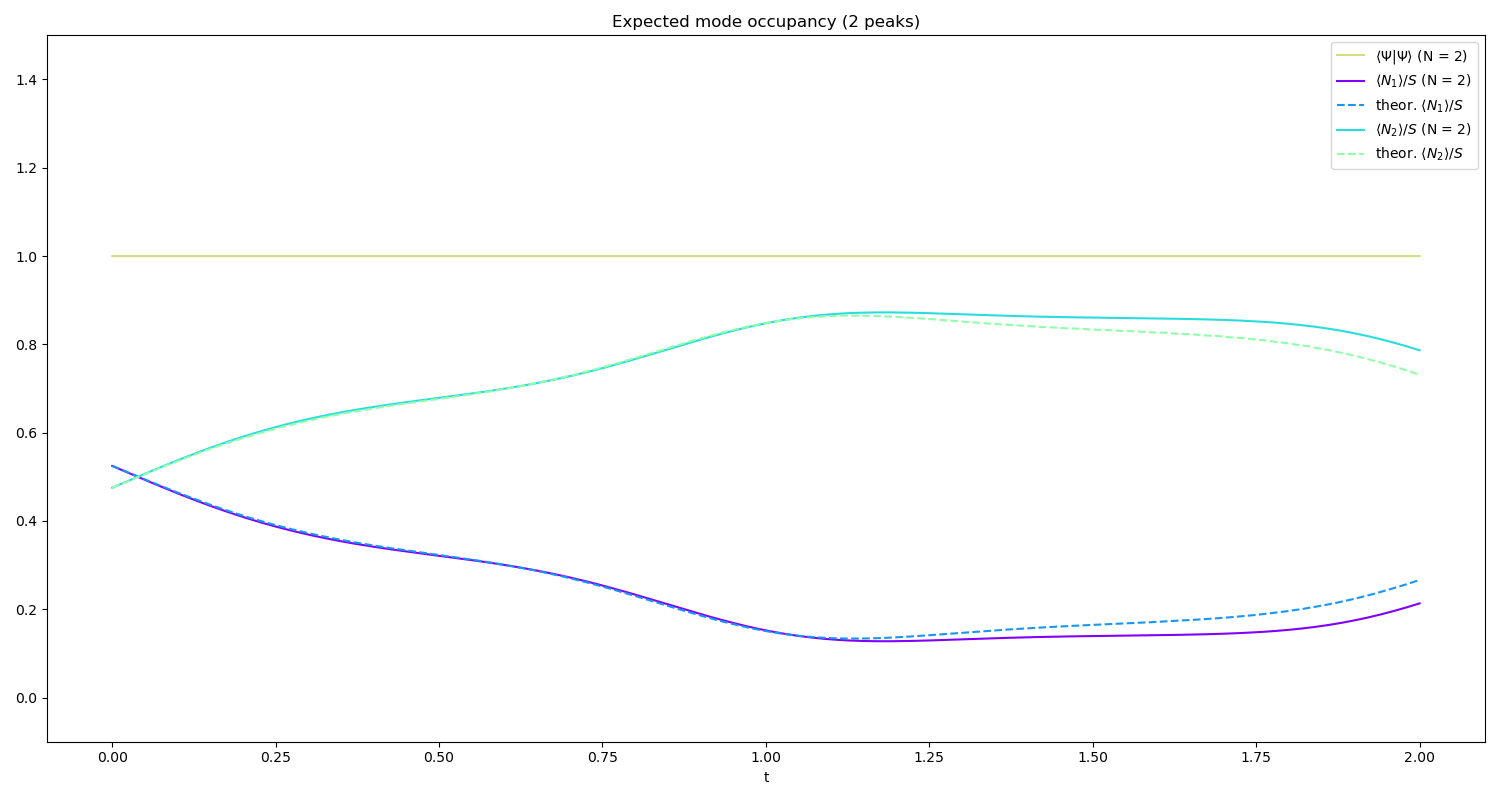 Expected mode occupancy (2 peaks)
⟨Ψ|Ψ⟩ (N = 2)
⟨N₁⟩/S (N = 2)
theor. ⟨N₁⟩/S
⟨N₂⟩/S (N = 2)
theor. ⟨N₂⟩/S
1.4
1.2
1.0
0.8
0.6
0.4
0.2
0.0
0.00 0.25 0.50 0.75 1.00 1.25 1.50 1.75 2.00
t